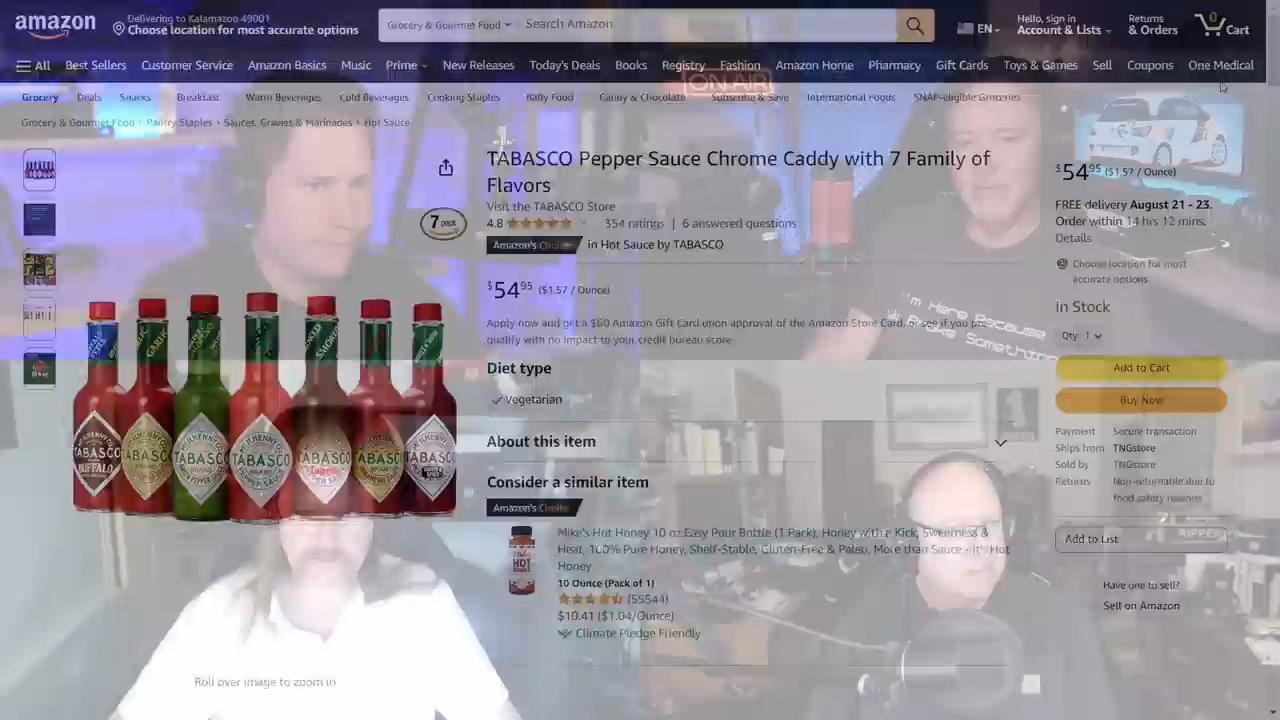 amazon
Delivering to Kalamazoo 49001
Choose location for most accurate options
Grocery & Gourmet Food
Search Amazon
EN
Hello, sign in
Account & Lists
Returns
& Orders
0
Cart
All
Best Sellers
Customer Service
Amazon Basics
Music
Prime
New Releases
Today's Deals
Books
Registry
Fashion
Amazon Home
Pharmacy
Gift Cards
Toys & Games
Sell
Coupons
One Medical
ON AIR
Grocery
Deals
Snacks
Breakfast
Warm Beverages
Cold Beverages
Cooking Staples
Baby Food
Candy & Chocolate
Subscribe & Save
International Foods
SNAP-eligible Groceries
Grocery & Gourmet Food › Pantry Staples › Sauces, Gravies & Marinades › Hot Sauce
TABASCO Pepper Sauce Chrome Caddy with 7 Family of
Flavors
Visit the TABASCO Store
4.8
354 ratings | 6 answered questions
7 pack
Amazon's Choice in Hot Sauce by TABASCO
$54 95 ($1.57 / Ounce)
Apply now and get a $60 Amazon Gift Card upon approval of the Amazon Store Card, or see if you pre-
qualify with no impact to your credit bureau score.
Diet type
Vegetarian
About this item
Consider a similar item
Amazon's Choice
Mike's Hot Honey 10 oz Easy Pour Bottle (1 Pack), Honey with a Kick, Sweetness &
Heat, 100% Pure Honey, Shelf-Stable, Gluten-Free & Paleo, More than Sauce - it's Hot
Honey
10 Ounce (Pack of 1)
(55544)
$10.41 ($1.04/Ounce)
Climate Pledge Friendly
TABASCO
BUFFALO
TABASCO
TABASCO
TABASCO
TABASCO
TABASCO
TABASCO
Roll over image to zoom in
I'm Here Because
Broke Something
$54 95 ($1.57 / Ounce)
FREE delivery August 21 - 23.
Order within 14 hrs 12 mins.
Details
Choose location for most
accurate options
In Stock
Qty: 1
Add to Cart
Buy Now
Payment Secure transaction
Ships from TNGstore
Sold by TNGstore
Returns Non-returnable due to
food safety reasons
Add to List
Have one to sell?
Sell on Amazon